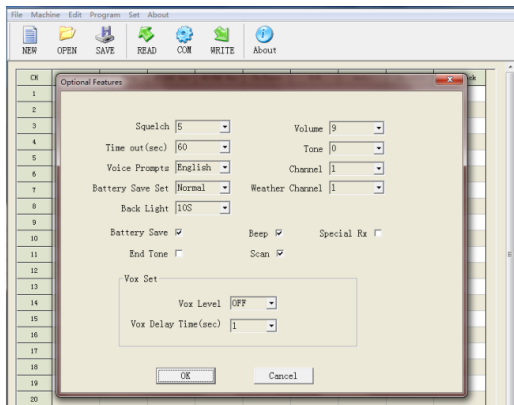 File Machine Edit Program Set About
NEW OPEN SAVE READ COM WRITE About
CH
Optional Features
1
2
3
4
5
6
7
8
9
10
11
12
13
14
15
16
17
18
19
20
Squelch 5 Volume 9
Time out(sec) 60 Tone 0
Voice Prompts English Channel 1
Battery Save Set Normal Weather Channel 1
Back Light 10S
Battery Save Beep Special Rx
End Tone Scan
Vox Set
Vox Level OFF
Vox Delay Time(sec) 1
OK Cancel